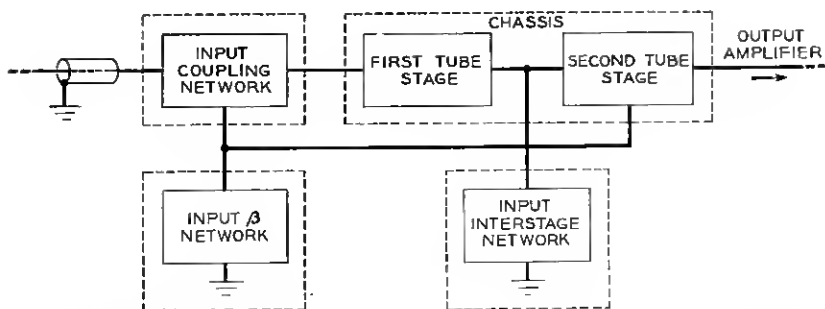 CHASSIS
INPUT
COUPLING
NETWORK
FIRST TUBE
STAGE
SECOND TUBE
STAGE
OUTPUT
AMPLIFIER
INPUT β
NETWORK
INPUT
INTERSTAGE
NETWORK